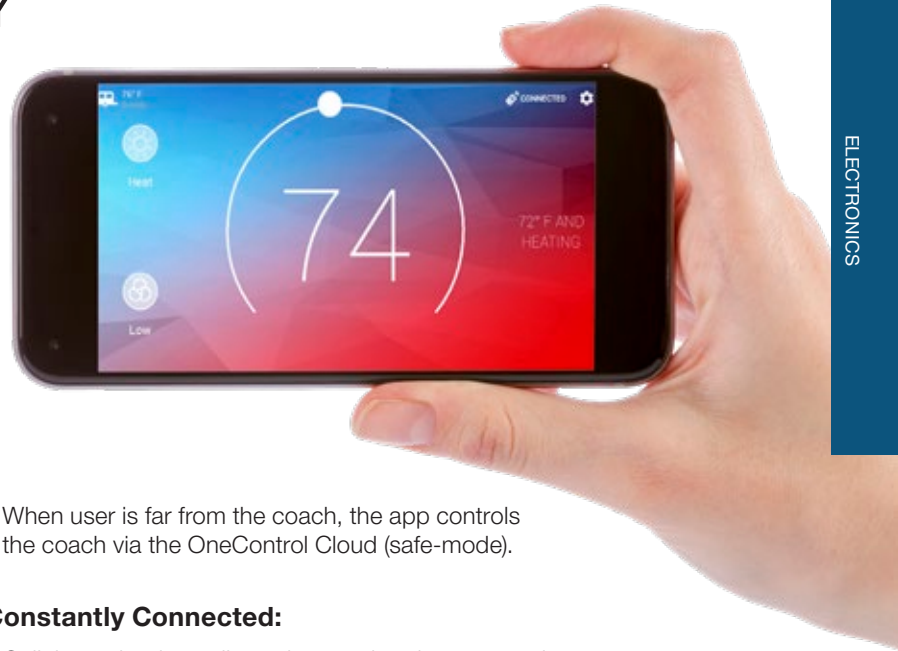 76° F
CONNECTED
Heat
74
72° F AND
HEATING
Low
ELECTRONICS
When user is far from the coach, the app controls
the coach via the OneControl Cloud (safe-mode).
Constantly Connected: